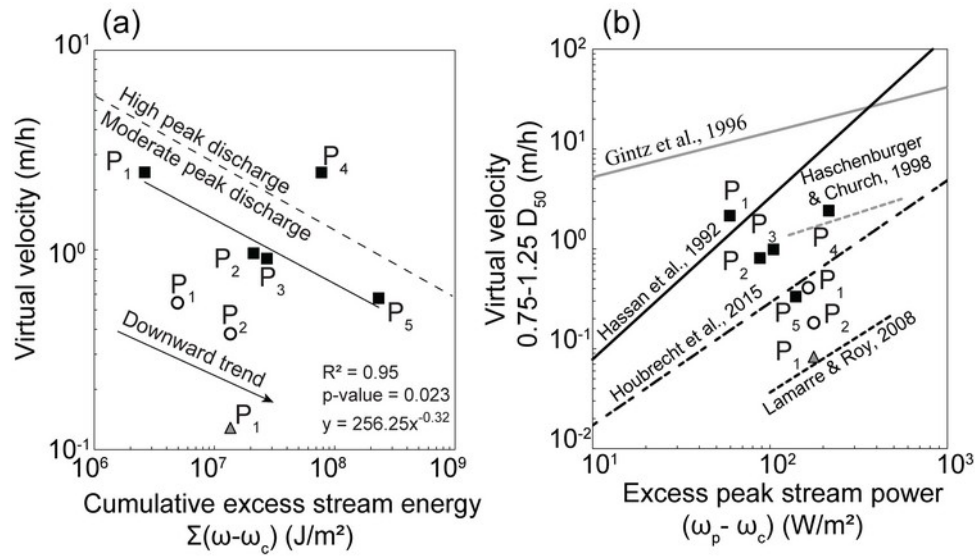 (a)
Virtual velocity (m/h)
10¹
10⁰
10⁻¹
High peak discharge
Moderate peak discharge
P₁
P₄
P₂
P₃
P₅
P₁
P₂
Downward trend
P₁
R² = 0.95
p-value = 0.023
y = 256.25x⁻⁰·³²
10⁶
10⁷
10⁸
10⁹
Cumulative excess stream energy
Σ(ω-ω꜀) (J/m²)
(b)
Virtual velocity
0.75-1.25 D₅₀ (m/h)
10²
10¹
10⁰
10⁻¹
10⁻²
Gintz et al., 1996
Hassan et al., 1992
Haschenburger
& Church, 1998
Houbrecht et al., 2015
Lamarre & Roy, 2008
P₁
P₃
P₂
P₄
P₁
P₅
P₂
P₁
10¹
10²
10³
Excess peak stream power
(ωₚ- ω꜀) (W/m²)